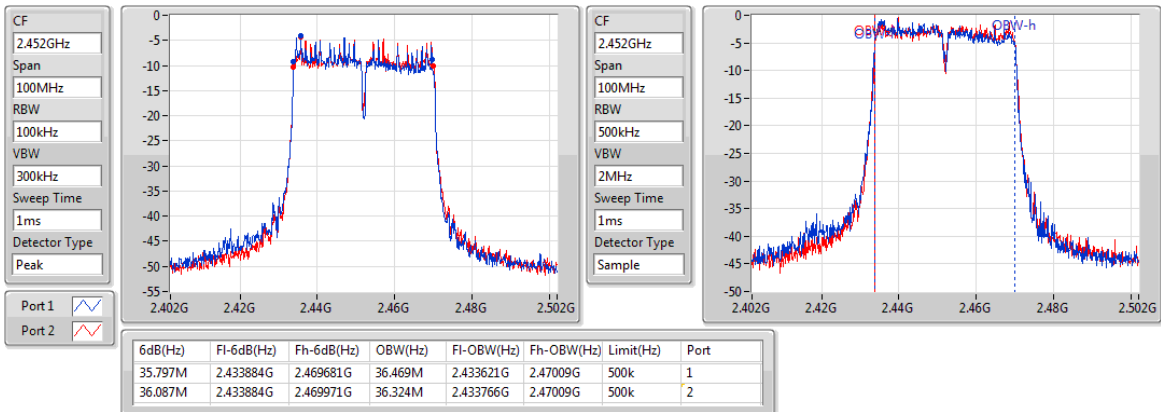 CF
2.452GHz
Span
100MHz
RBW
100kHz
VBW
300kHz
Sweep Time
1ms
Detector Type
Peak
Port 1
Port 2
0
-5
-10
-15
-20
-25
-30
-35
-40
-45
-50
-55
2.402G 2.42G 2.44G 2.46G 2.48G 2.502G
CF
2.452GHz
Span
100MHz
RBW
500kHz
VBW
2MHz
Sweep Time
1ms
Detector Type
Sample
0
-5
-10
-15
-20
-25
-30
-35
-40
-45
-50
OBW-h
2.402G 2.42G 2.44G 2.46G 2.48G 2.502G
6dB(Hz) Fl-6dB(Hz) Fh-6dB(Hz) OBW(Hz) Fl-OBW(Hz) Fh-OBW(Hz) Limit(Hz) Port
35.797M 2.433884G 2.469681G 36.469M 2.433621G 2.47009G 500k 1
36.087M 2.433884G 2.469971G 36.324M 2.433766G 2.47009G 500k 2